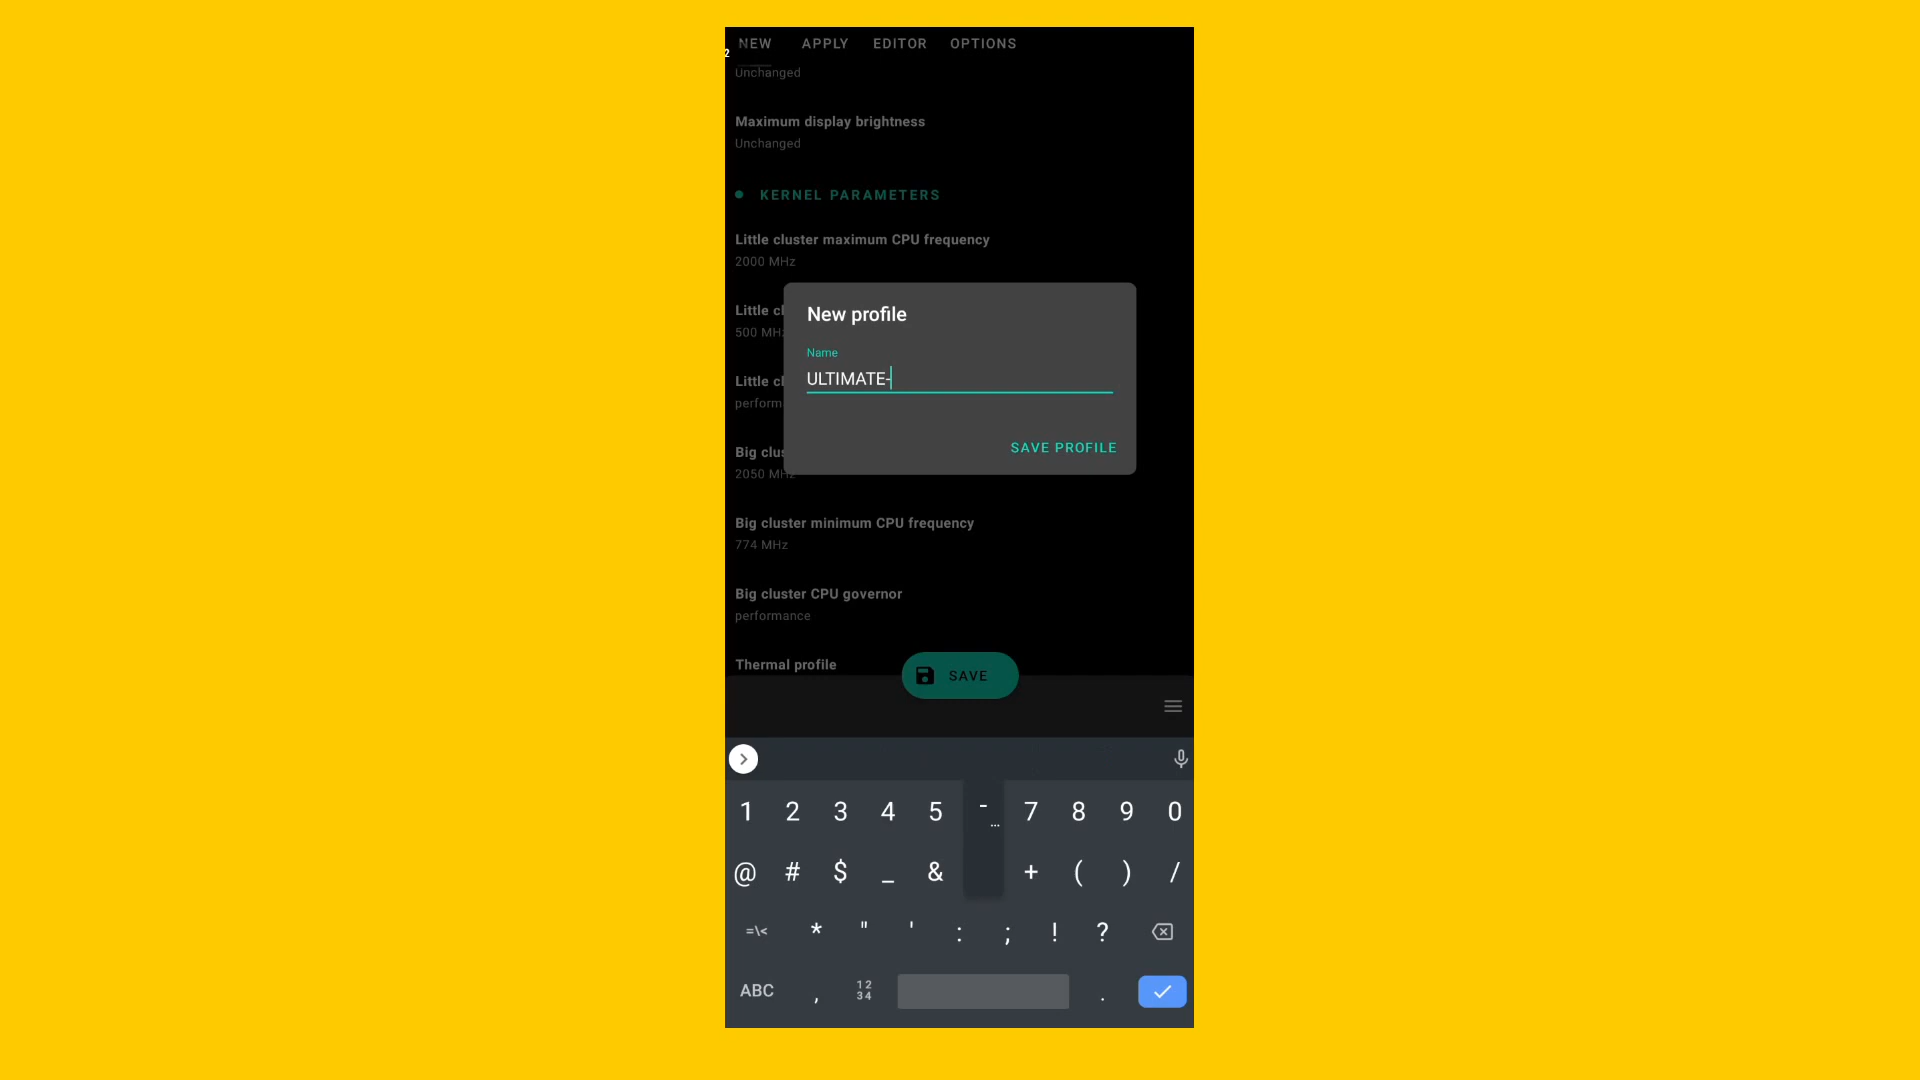 2
NEW APPLY EDITOR OPTIONS
Unchanged
Maximum display brightness
Unchanged
KERNEL PARAMETERS
Little cluster maximum CPU frequency
2000 MHz
Little cl
500 MHz
Little cl
perform
Big clus
2050 MHz
New profile
Name
ULTIMATE-
SAVE PROFILE
Big cluster minimum CPU frequency
774 MHz
Big cluster CPU governor
performance
Thermal profile
SAVE
1 2 3 4 5 - ... 7 8 9 0
@ # $ _ & + ( ) /
=\< * " ' : ; ! ?
ABC , 12 34 .